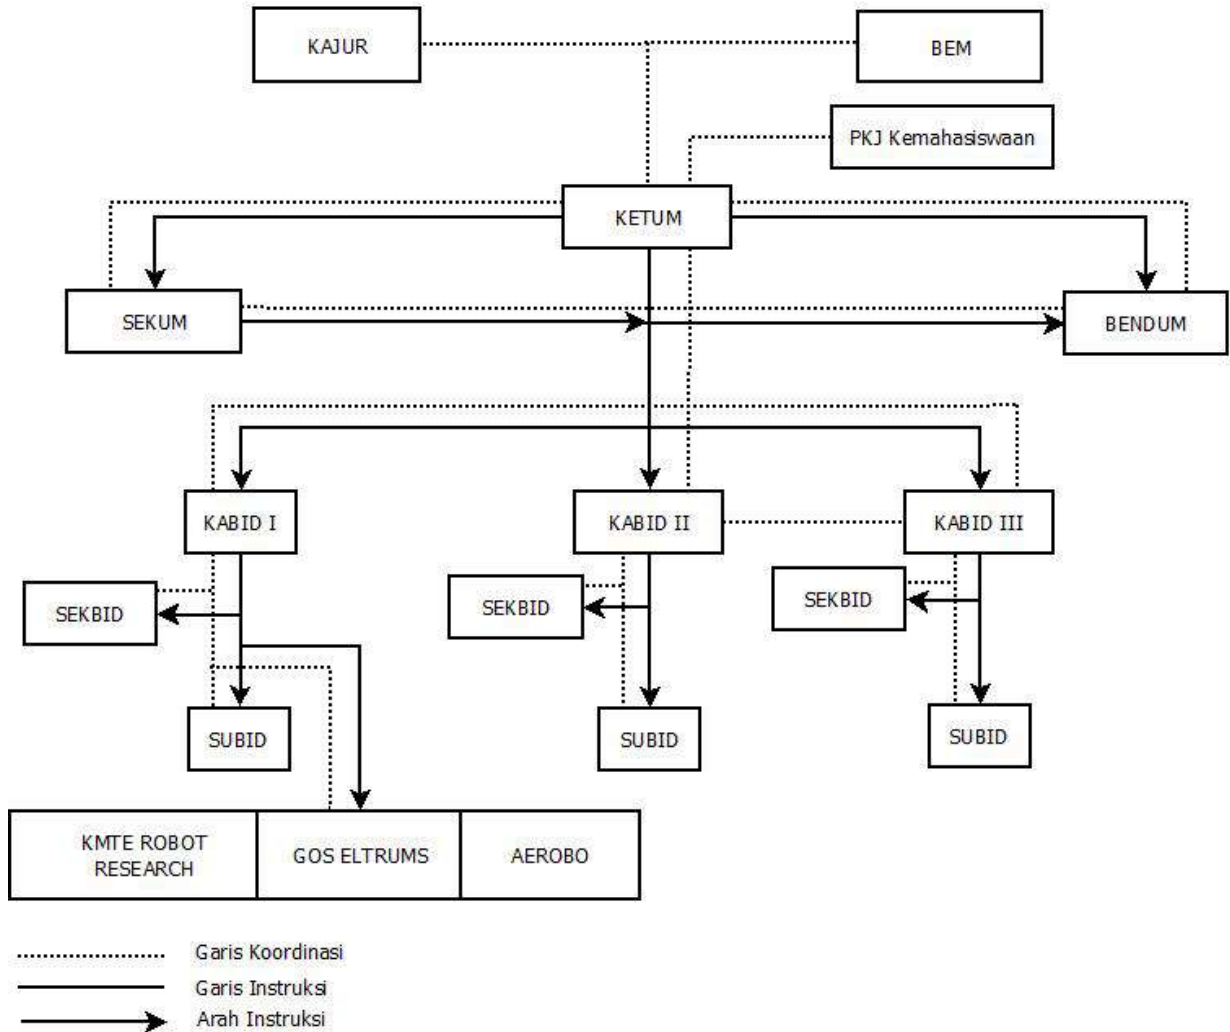 KAJUR
BEM
PKJ Kemahasiswaan
KETUM
SEKUM
BENDUM
KABID I
KABID II
KABID III
SEKBID
SEKBID
SEKBID
SUBID
SUBID
SUBID
KMTE ROBOT
RESEARCH
GOS ELTRUMS
AEROBO
Garis Koordinasi
Garis Instruksi
Arah Instruksi